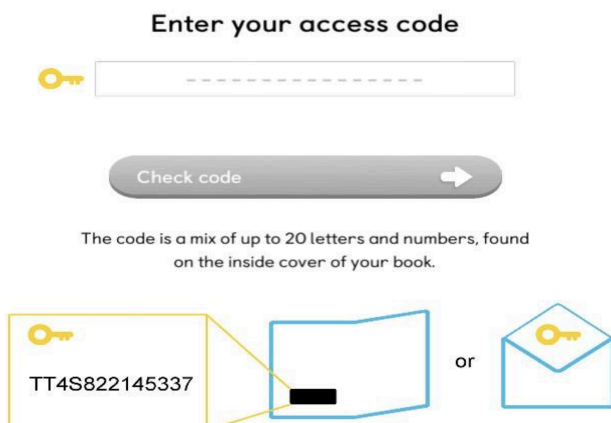 Enter your access code
Check code
The code is a mix of up to 20 letters and numbers, found
on the inside cover of your book.
or
TT4S822145337